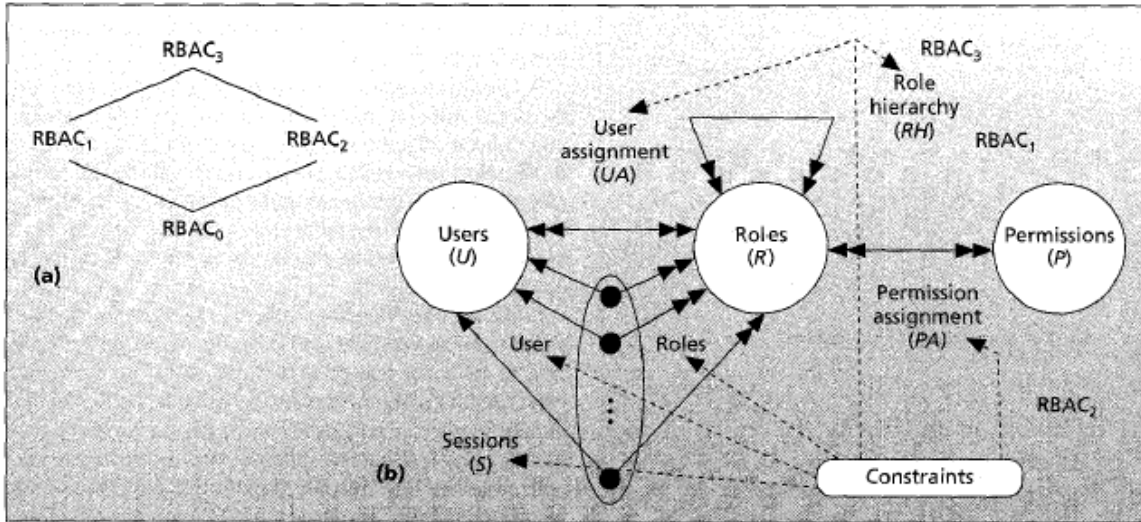 RBAC₃
RBAC₁
RBAC₂
RBAC₀
(a)
RBAC₃
Role
hierarchy
(RH)
User
assignment
(UA)
RBAC₁
Users
(U)
Roles
(R)
Permissions
(P)
Permission
assignment
(PA)
User
Roles
RBAC₂
Sessions
(S)
(b)
Constraints